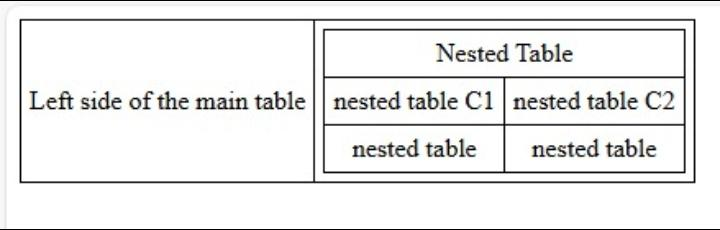 Nested Table
Left side of the main table nested table C1 nested table C2
nested table nested table